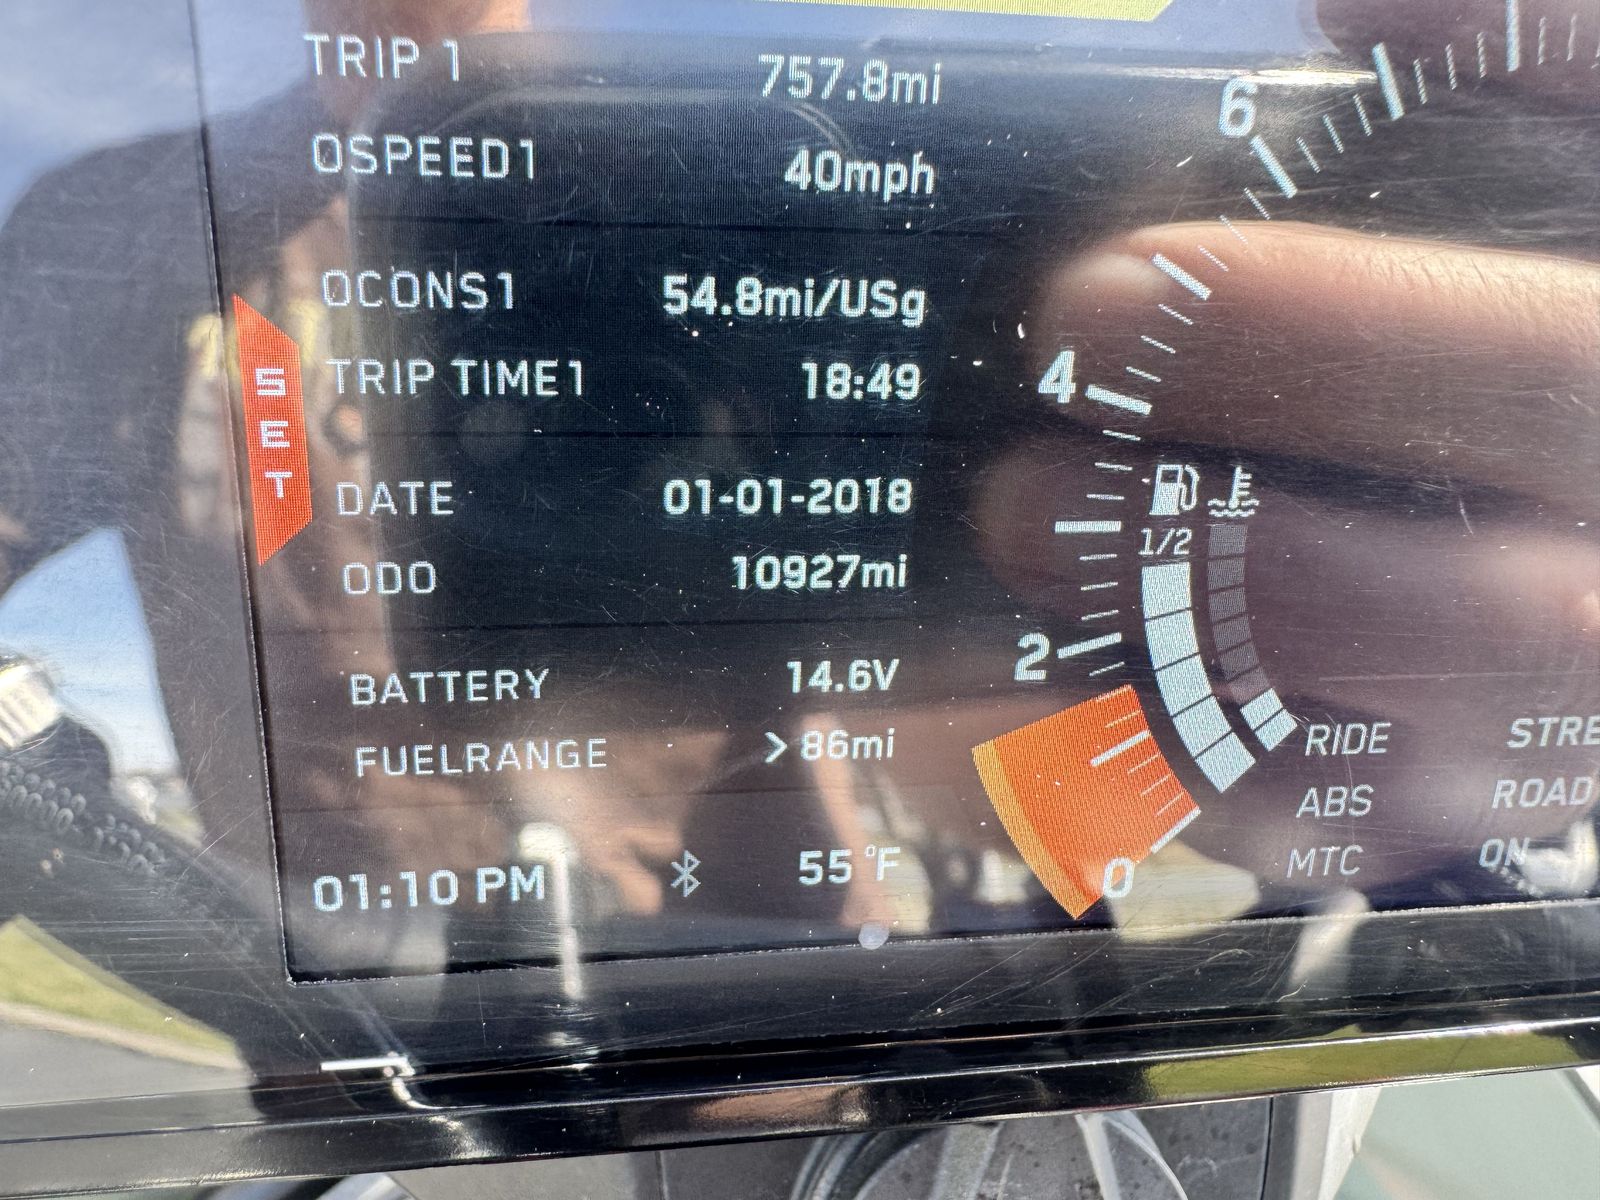 TRIP 1 757.8mi
ØSPEED1 40mph
ØCONS1 54.8mi/USg
TRIP TIME1 18:49
DATE 01-01-2018
ODO 10927mi
BATTERY 14.6V
FUELRANGE > 86mi
01:10 PM 55 °F
SET
6
4
2
0
1/2
RIDE STRE
ABS ROAD
MTC ON